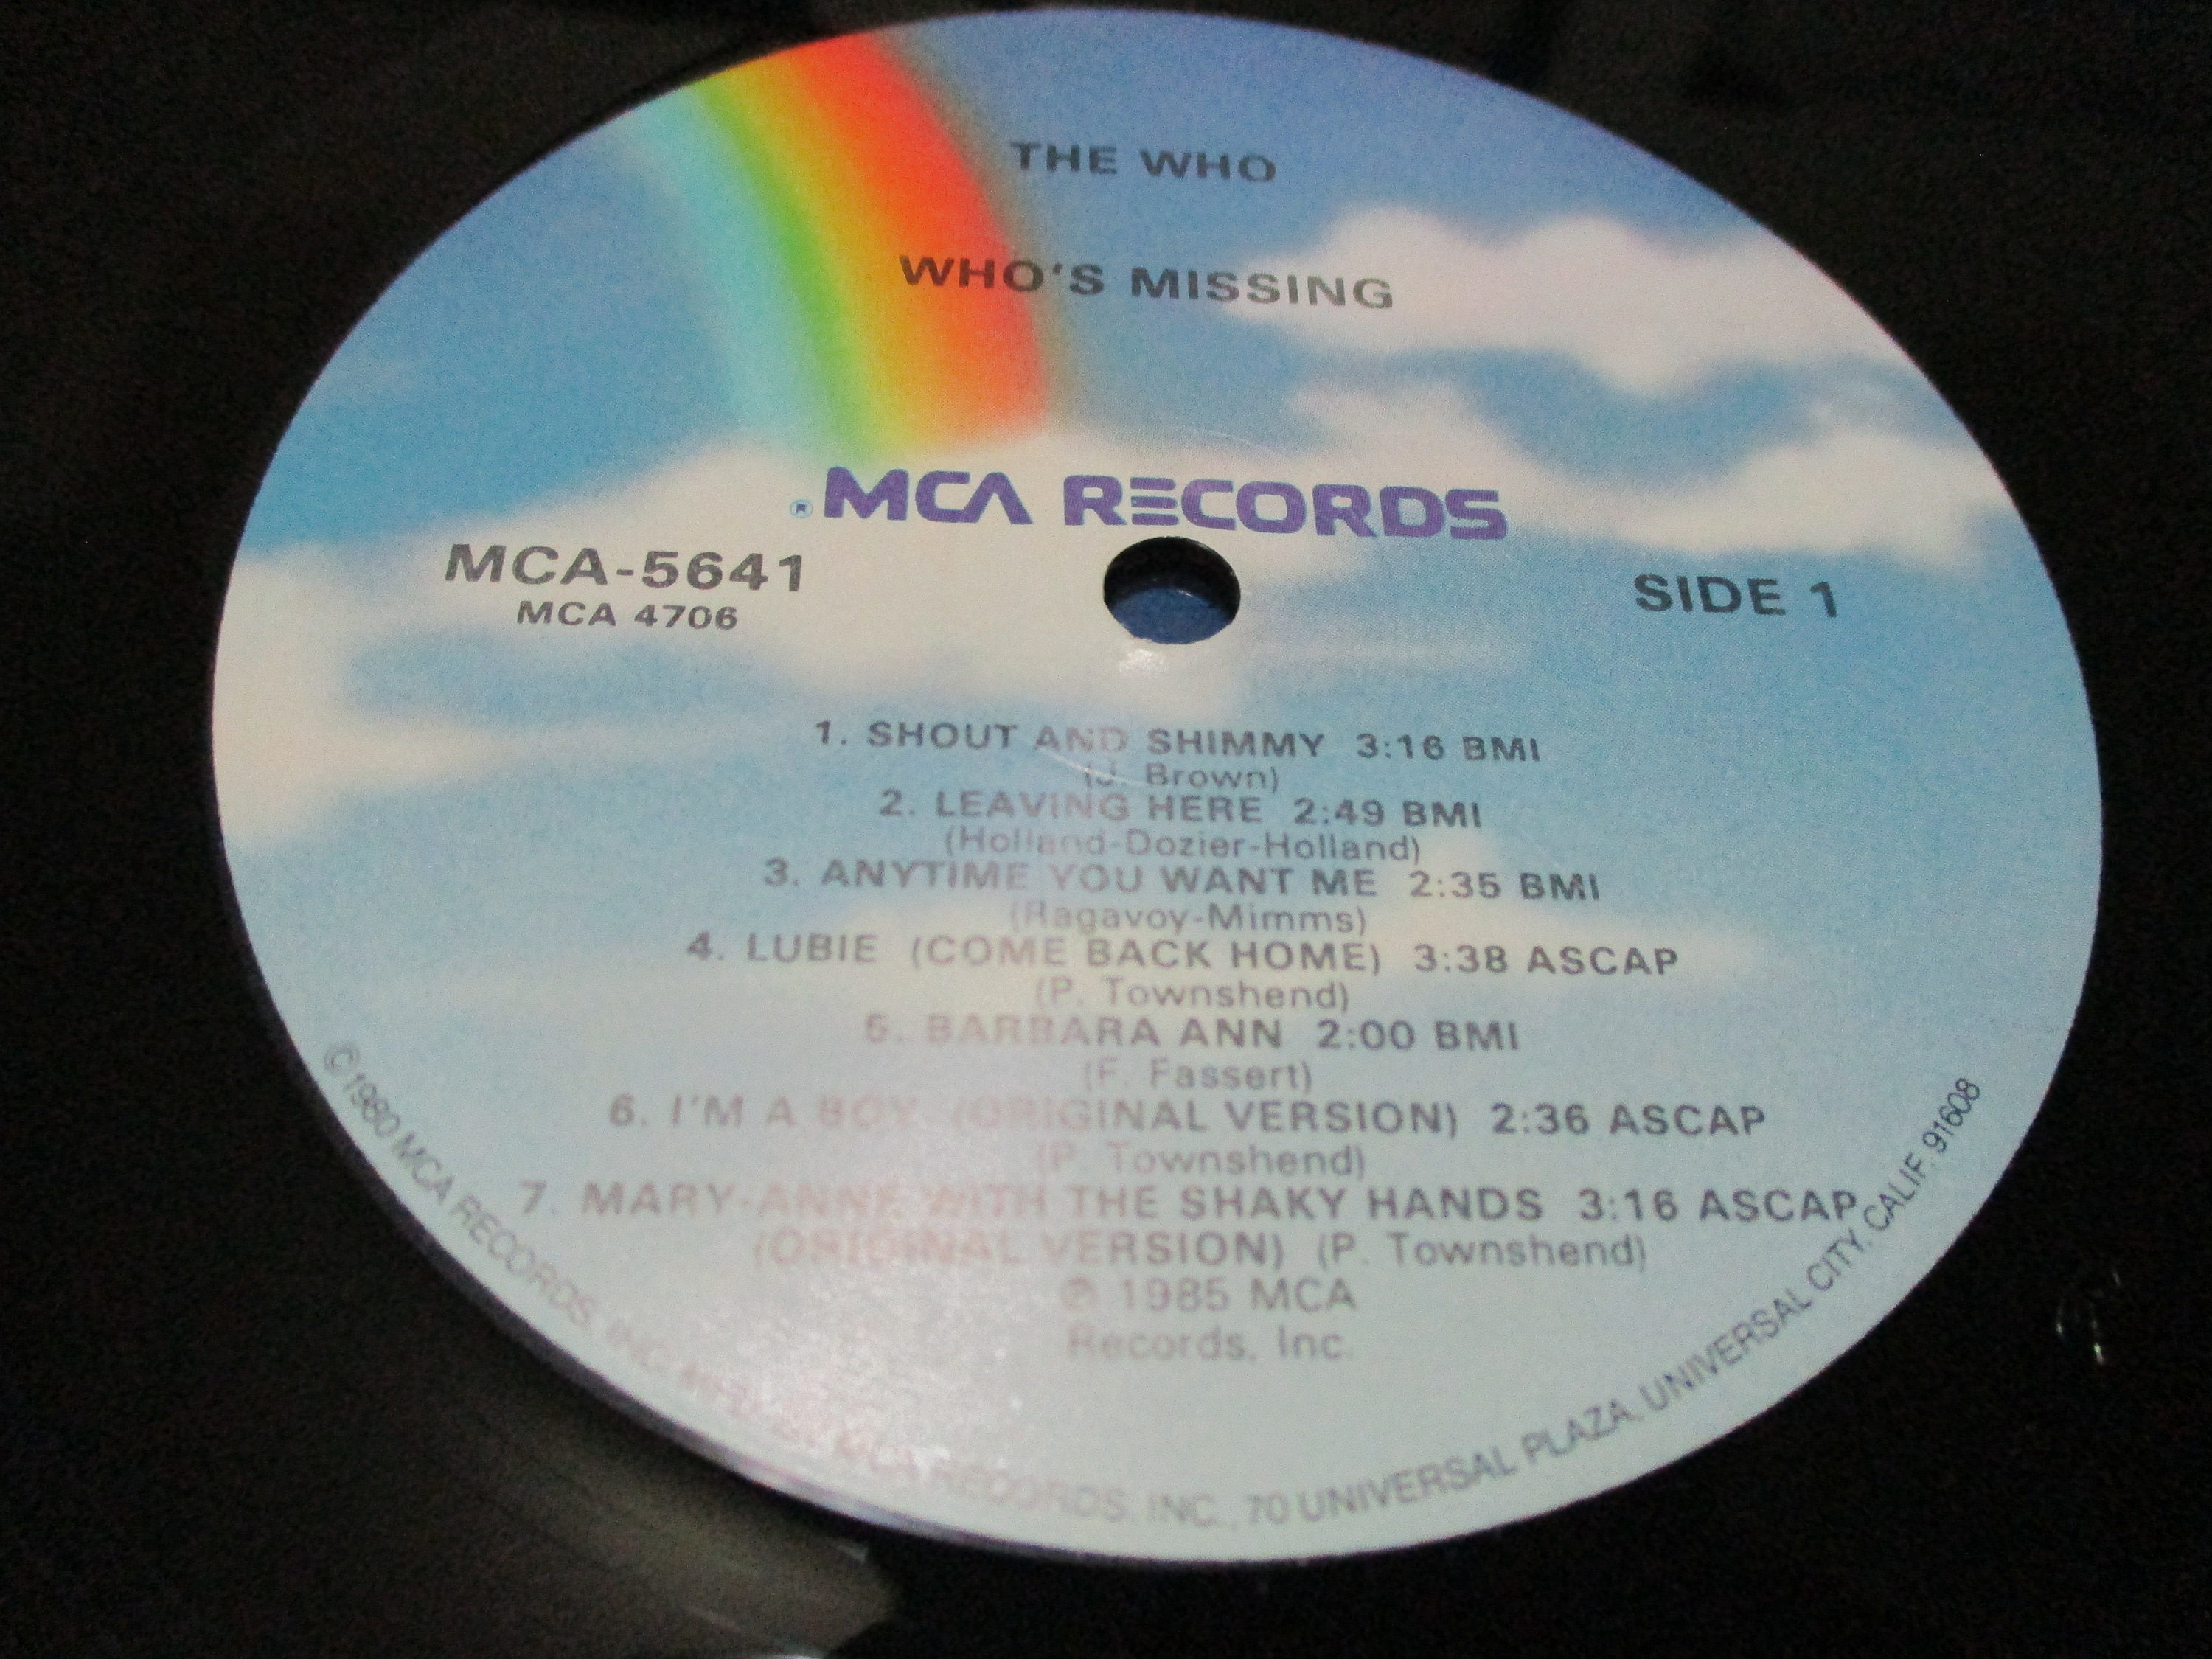 THE WHO
WHO'S MISSING
® MCA RECORDS
MCA-5641
MCA 4706
SIDE 1
1. SHOUT AND SHIMMY 3:16 BMI
(J. Brown)
2. LEAVING HERE 2:49 BMI
(Holland-Dozier-Holland)
3. ANYTIME YOU WANT ME 2:35 BMI
(Ragavoy-Mimms)
4. LUBIE (COME BACK HOME) 3:38 ASCAP
(P. Townshend)
5. BARBARA ANN 2:00 BMI
(F. Fassert)
6. I'M A BOY (ORIGINAL VERSION) 2:36 ASCAP
(P. Townshend)
7. MARY-ANNE WITH THE SHAKY HANDS 3:16 ASCAP
(ORIGINAL VERSION) (P. Townshend)
℗ 1985 MCA
Records, Inc.
©1980 MCA RECORDS, INC. MFD. BY MCA RECORDS, INC., 70 UNIVERSAL PLAZA, UNIVERSAL CITY, CALIF. 91608